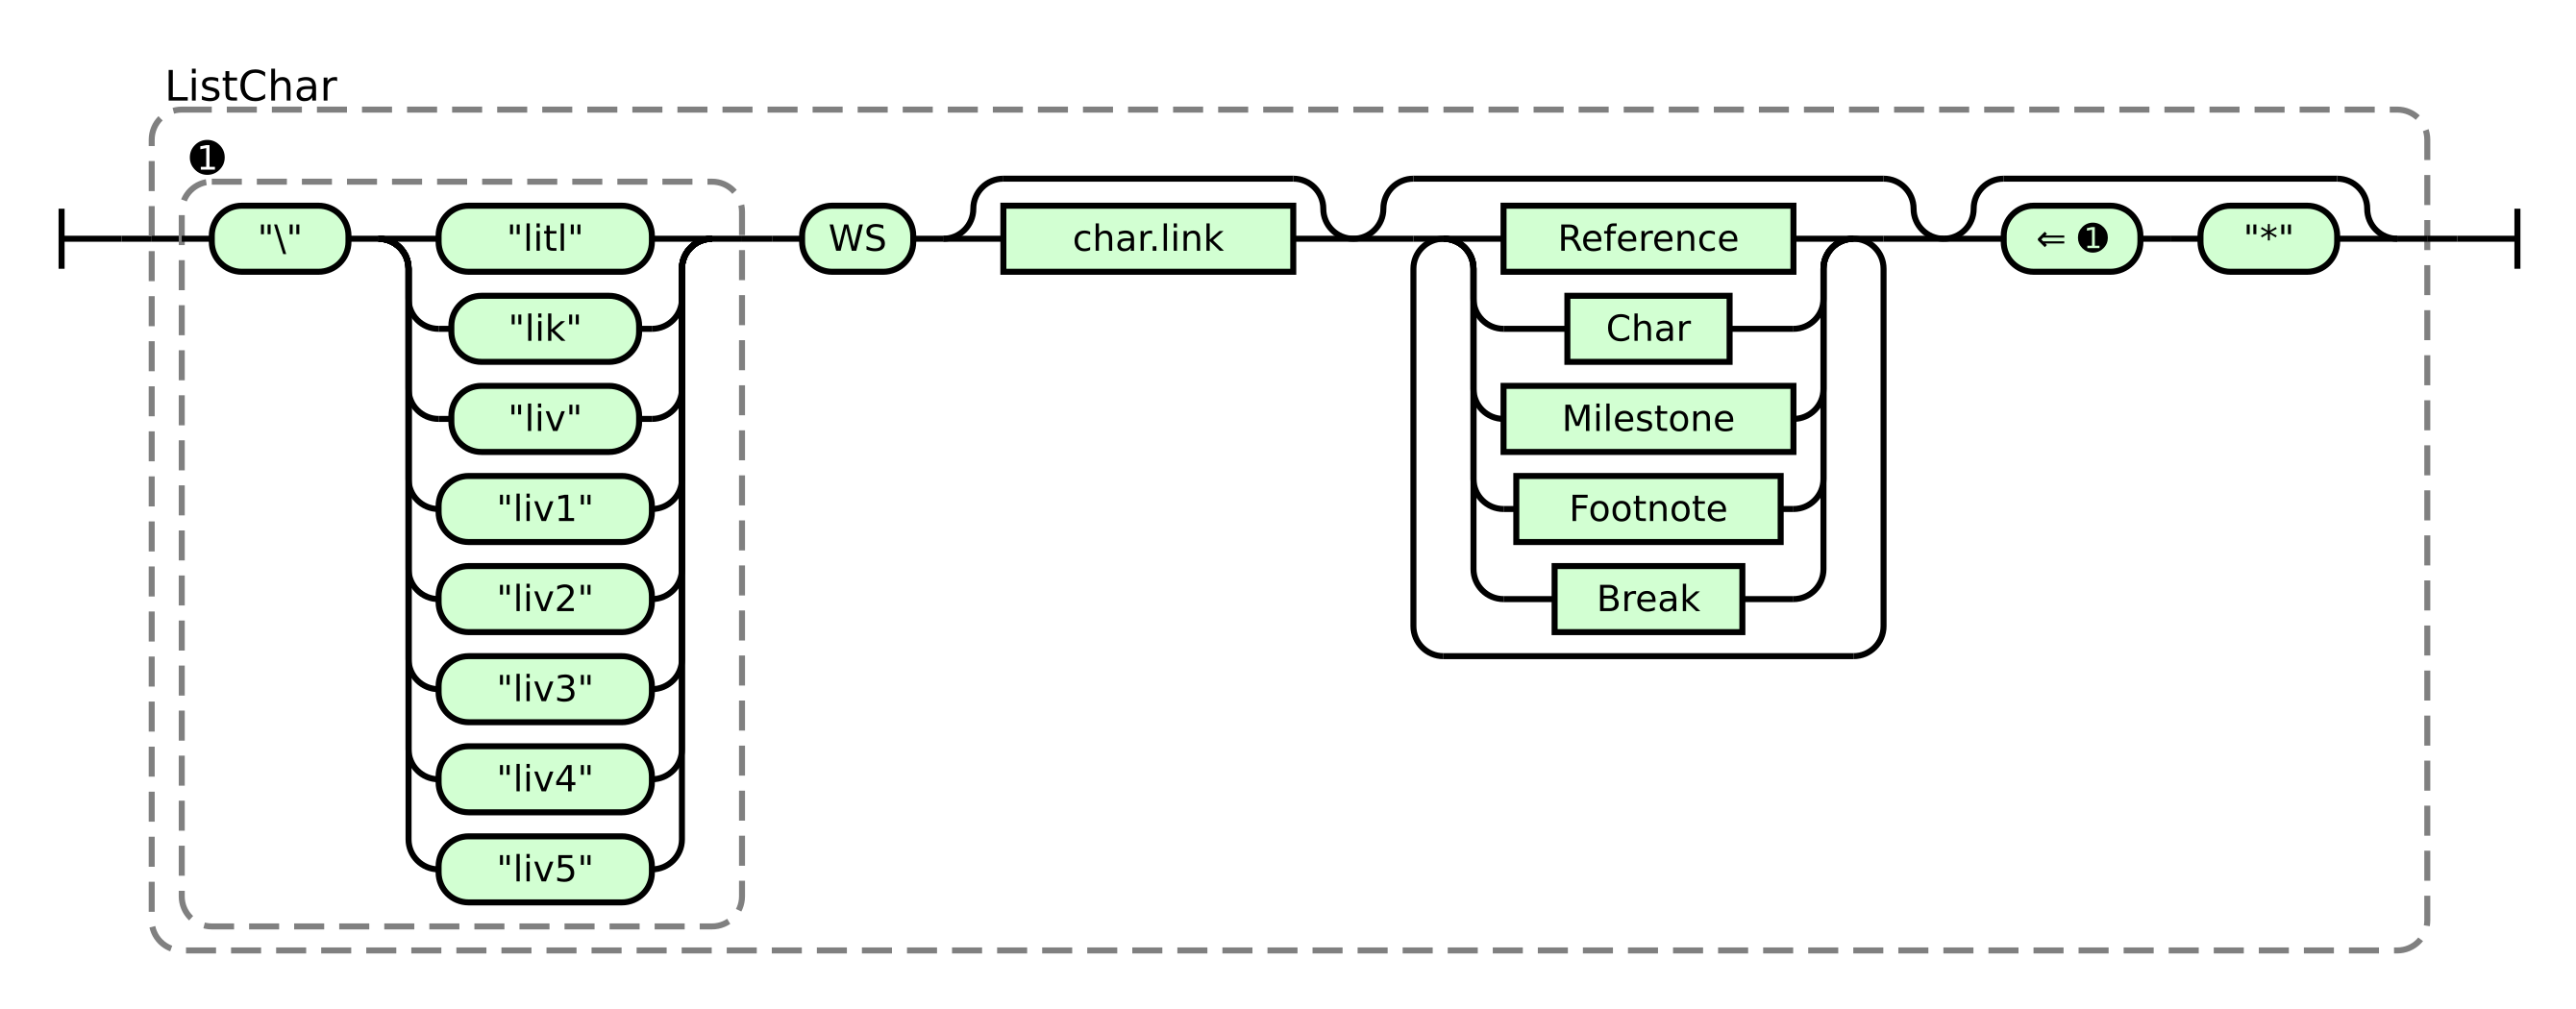 ListChar
❶
"\" "litl" WS char.link Reference ⇐ ❶ "*"
"lik" Char
"liv" Milestone
"liv1" Footnote
"liv2" Break
"liv3"
"liv4"
"liv5"